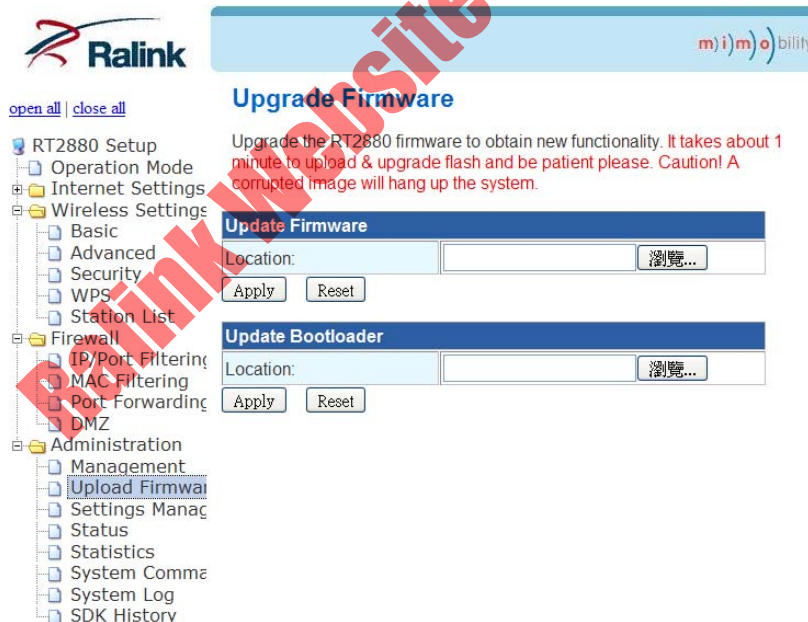 Ralink
m)i)m)o)bility
open all | close all
RT2880 Setup
Operation Mode
Internet Settings
Wireless Settings
Basic
Advanced
Security
WPS
Station List
Firewall
IP/Port Filtering
MAC Filtering
Port Forwarding
DMZ
Administration
Management
Upload Firmwar
Settings Manag
Status
Statistics
System Comma
System Log
SDK History
Upgrade Firmware
Upgrade the RT2880 firmware to obtain new functionality. It takes about 1
minute to upload & upgrade flash and be patient please. Caution! A
corrupted image will hang up the system.
Update Firmware
Location: 瀏覽...
Apply Reset
Update Bootloader
Location: 瀏覽...
Apply Reset
Ralink Website